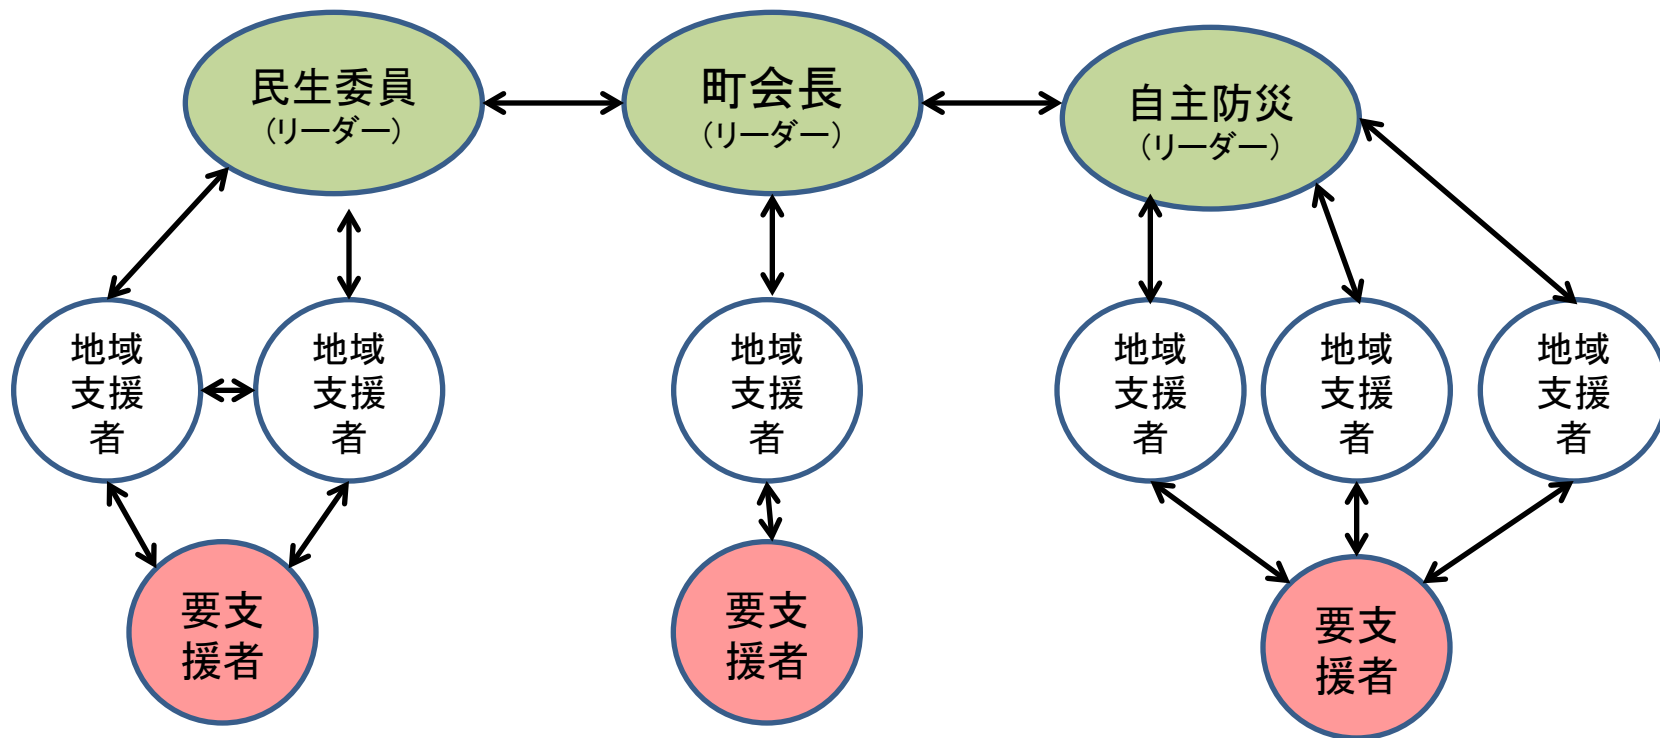 民生委員
（リーダー）
町会長
（リーダー）
自主防災
（リーダー）
地域
支援
者
地域
支援
者
地域
支援
者
地域
支援
者
地域
支援
者
地域
支援
者
要支
援者
要支
援者
要支
援者